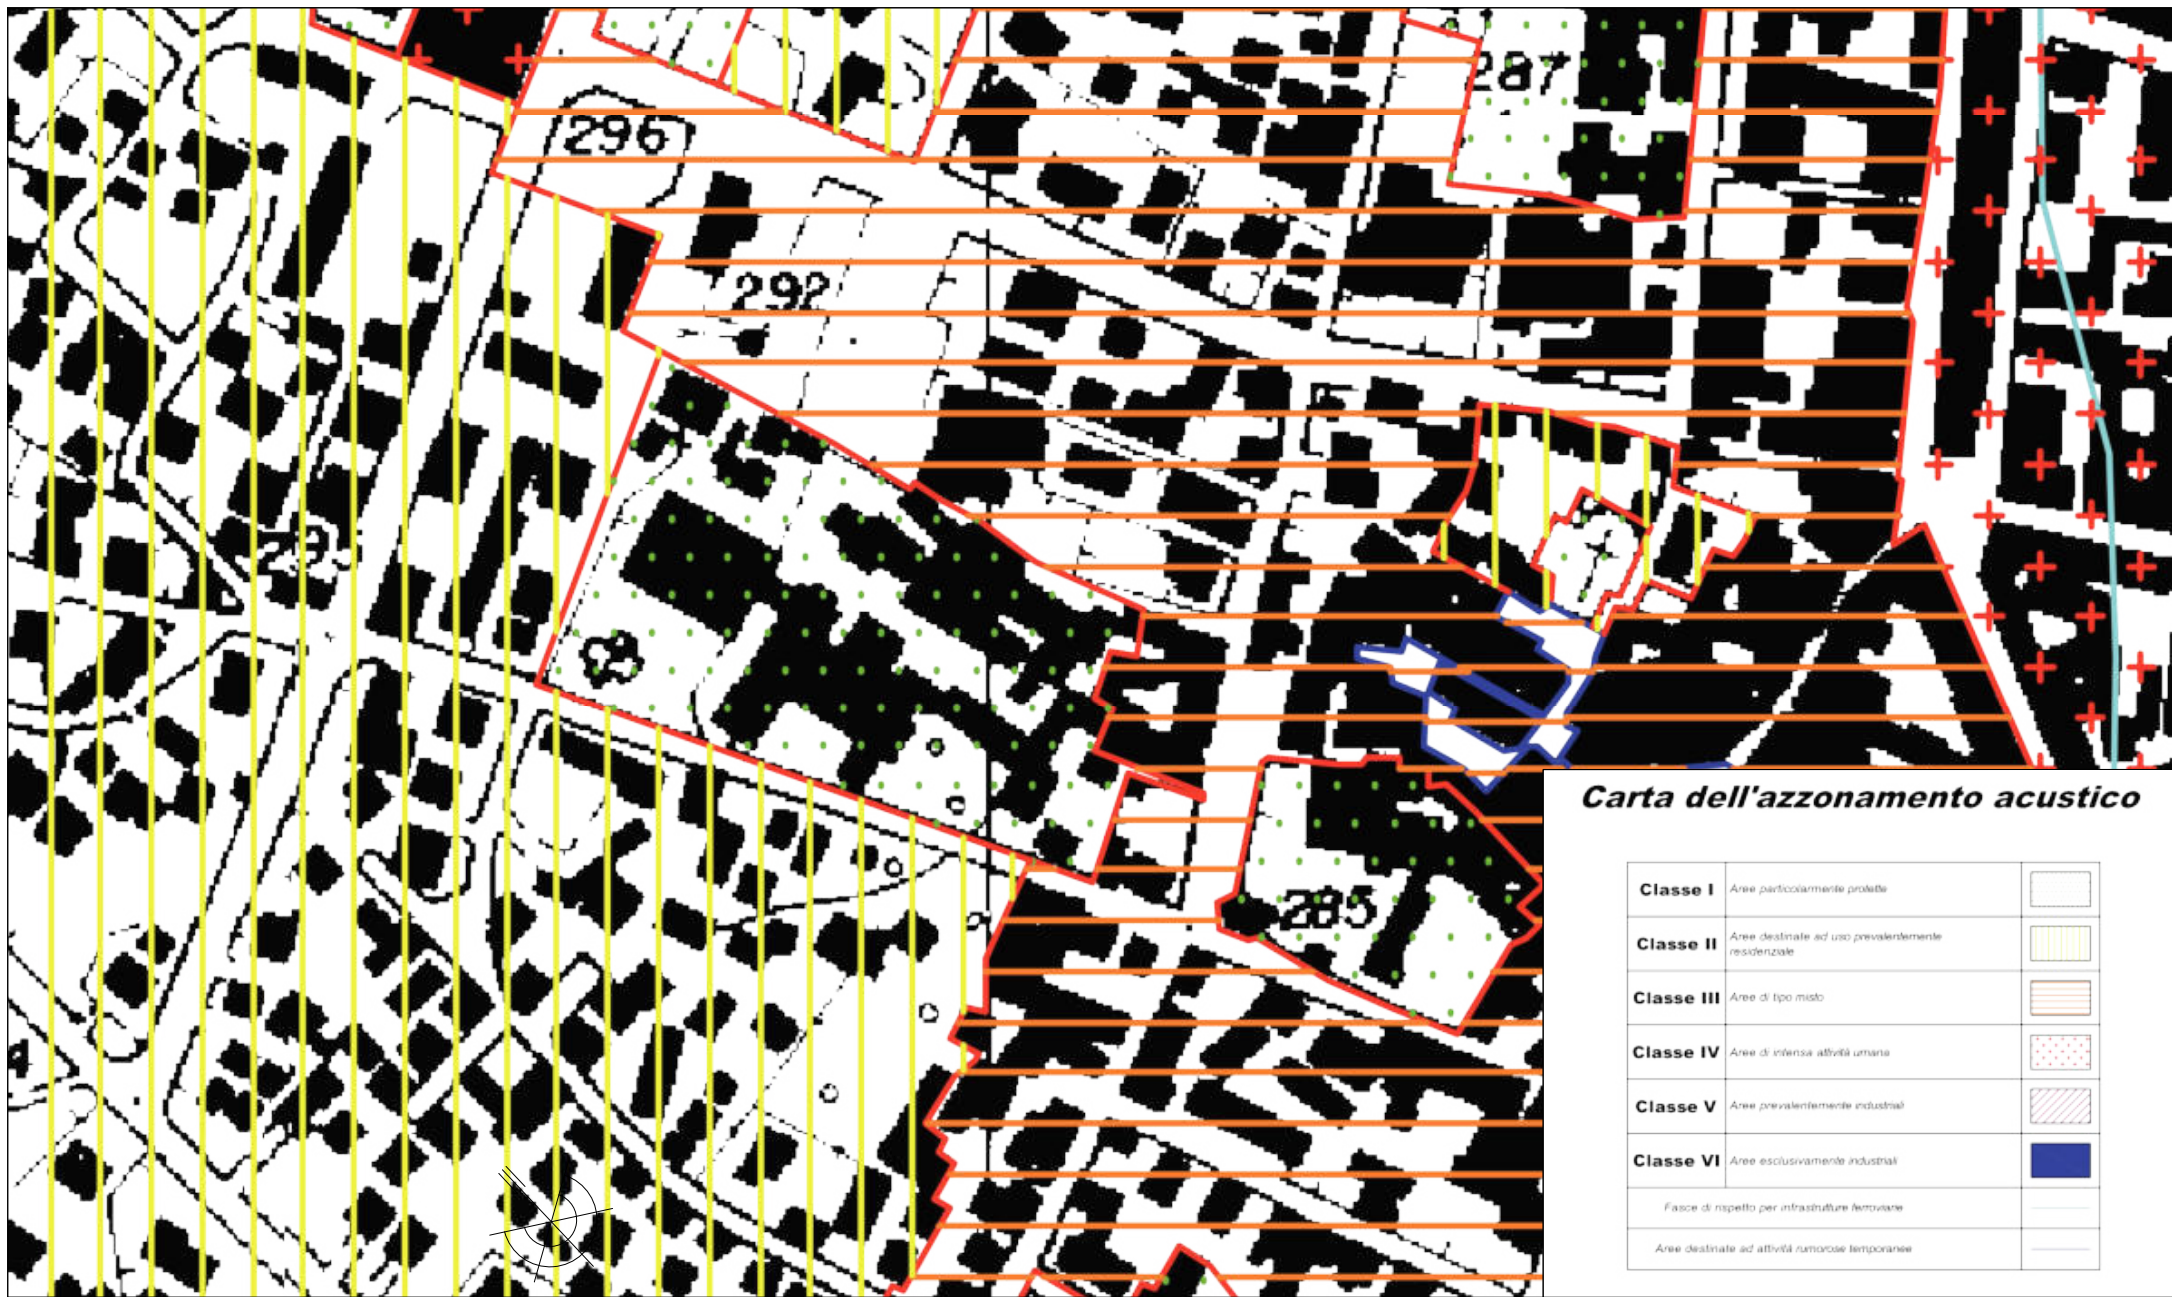 287
296
292
295
285
Carta dell'azzonamento acustico
Classe I Aree particolarmente protette
Classe II Aree destinate ad uso prevalentemente
residenziale
Classe III Aree di tipo misto
Classe IV Aree di intensa attività umana
Classe V Aree prevalentemente industriali
Classe VI Aree esclusivamente industriali
Fasce di rispetto per infrastrutture ferroviarie
Aree destinate ad attività rumorose temporanee